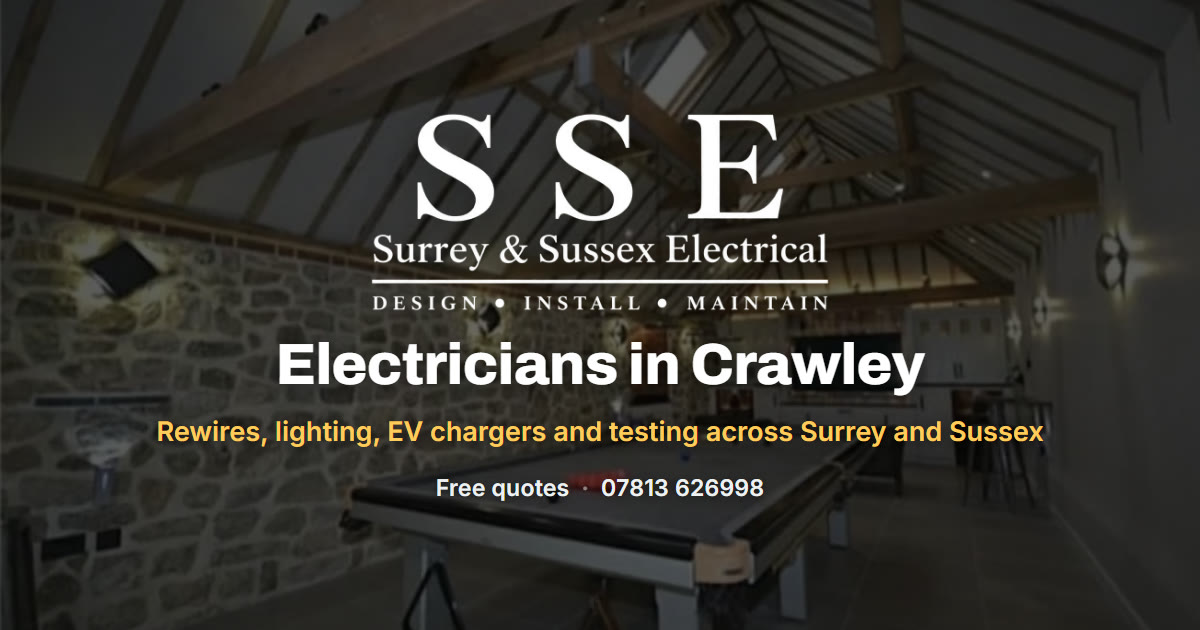 S S E
Surrey & Sussex Electrical
DESIGN • INSTALL • MAINTAIN
Electricians in Crawley
Rewires, lighting, EV chargers and testing across Surrey and Sussex
Free quotes · 07813 626998